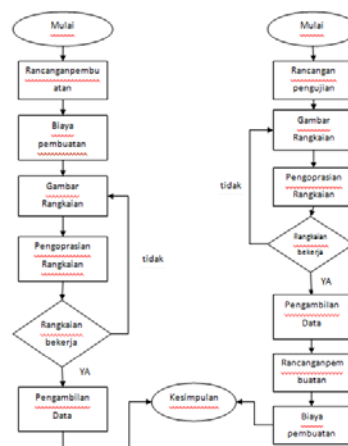 Mulai
Rancanganpembu
atan
Biaya
pembuatan
Gambar
Rangkaian
Pengoprasian
Rangkaian
tidak
Rangkaian
bekerja
YA
Pengambilan
Data
Mulai
Rancangan
pengujian
Gambar
Rangkaian
tidak
Pengoprasian
Rangkaian
Rangkaian
bekerja
YA
Pengambilan
Data
Rancanganpem
buatan
Biaya
pembuatan
Kesimpulan